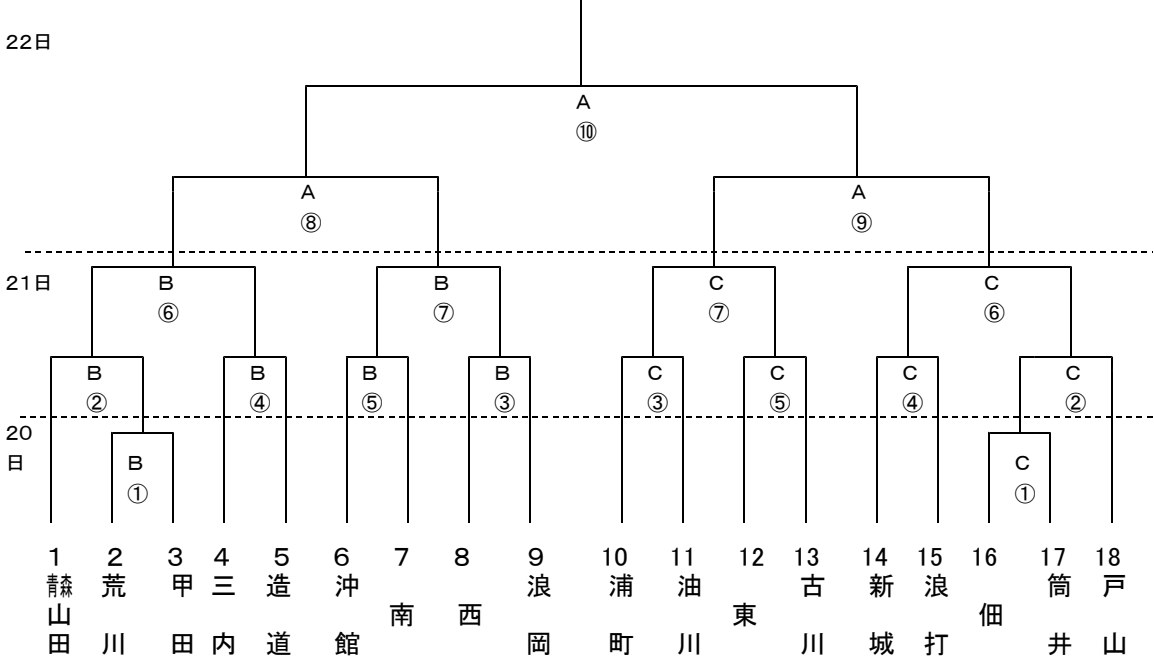 22日
A
⑩
A A
⑧ ⑨
21日
B B C C
⑥ ⑦ ⑦ ⑥
B B B B C C C C
② ④ ⑤ ③ ③ ⑤ ④ ②
20
日
B C
① ①
1 2 3 4 5 6 7 8 9 10 11 12 13 14 15 16 17 18
青森山田
荒川
甲田
三内
造道
沖館
南
西
浪岡
浦町
油川
東
古川
新城
浪打
佃
筒井
戸山